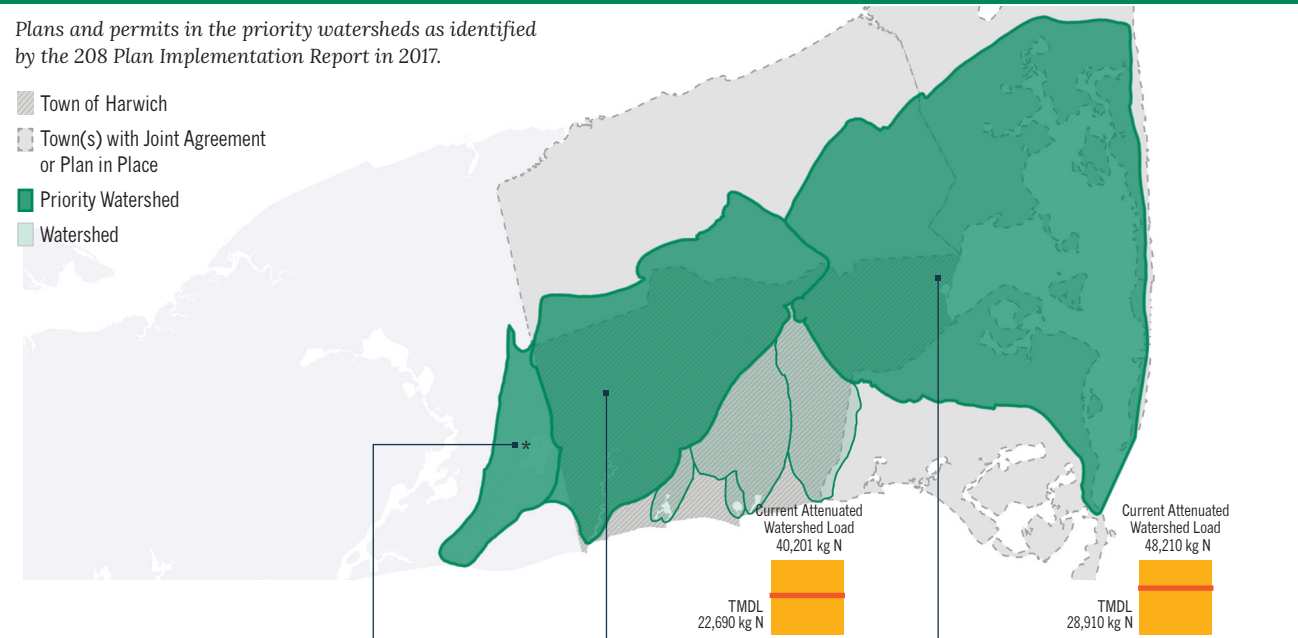 Plans and permits in the priority watersheds as identified
by the 208 Plan Implementation Report in 2017.
Town of Harwich
Town(s) with Joint Agreement
or Plan in Place
Priority Watershed
Watershed
*
Current Attenuated
Watershed Load
40,201 kg N
TMDL
22,690 kg N
Current Attenuated
Watershed Load
48,210 kg N
TMDL
28,910 kg N